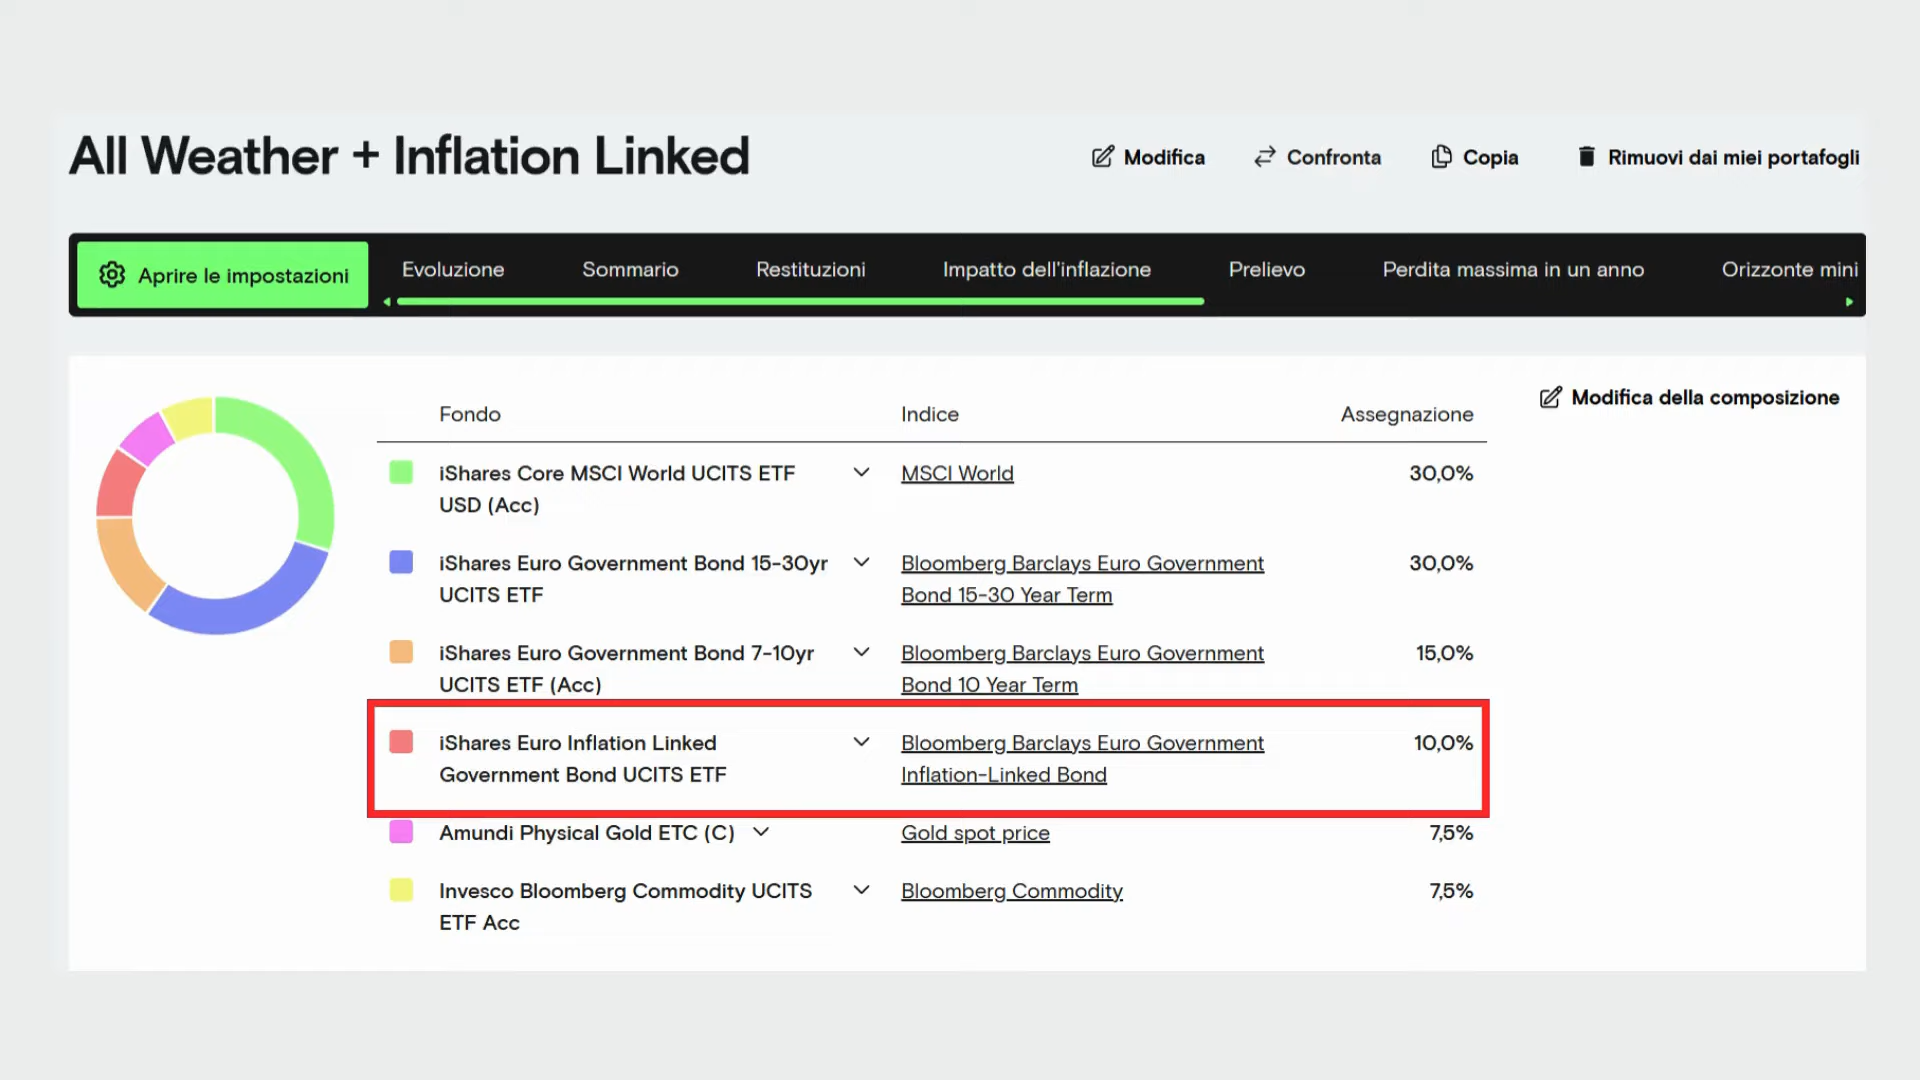 All Weather + Inflation Linked
Modifica
Confronta
Copia
Rimuovi dai miei portafogli
Aprire le impostazioni
Evoluzione
Sommario
Restituzioni
Impatto dell'inflazione
Prelievo
Perdita massima in un anno
Orizzonte mini
Modifica della composizione
Fondo
Indice
Assegnazione
iShares Core MSCI World UCITS ETF
USD (Acc)
MSCI World
30,0%
iShares Euro Government Bond 15-30yr
UCITS ETF
Bloomberg Barclays Euro Government
Bond 15-30 Year Term
30,0%
iShares Euro Government Bond 7-10yr
UCITS ETF (Acc)
Bloomberg Barclays Euro Government
Bond 10 Year Term
15,0%
iShares Euro Inflation Linked
Government Bond UCITS ETF
Bloomberg Barclays Euro Government
Inflation-Linked Bond
10,0%
Amundi Physical Gold ETC (C)
Gold spot price
7,5%
Invesco Bloomberg Commodity UCITS
ETF Acc
Bloomberg Commodity
7,5%